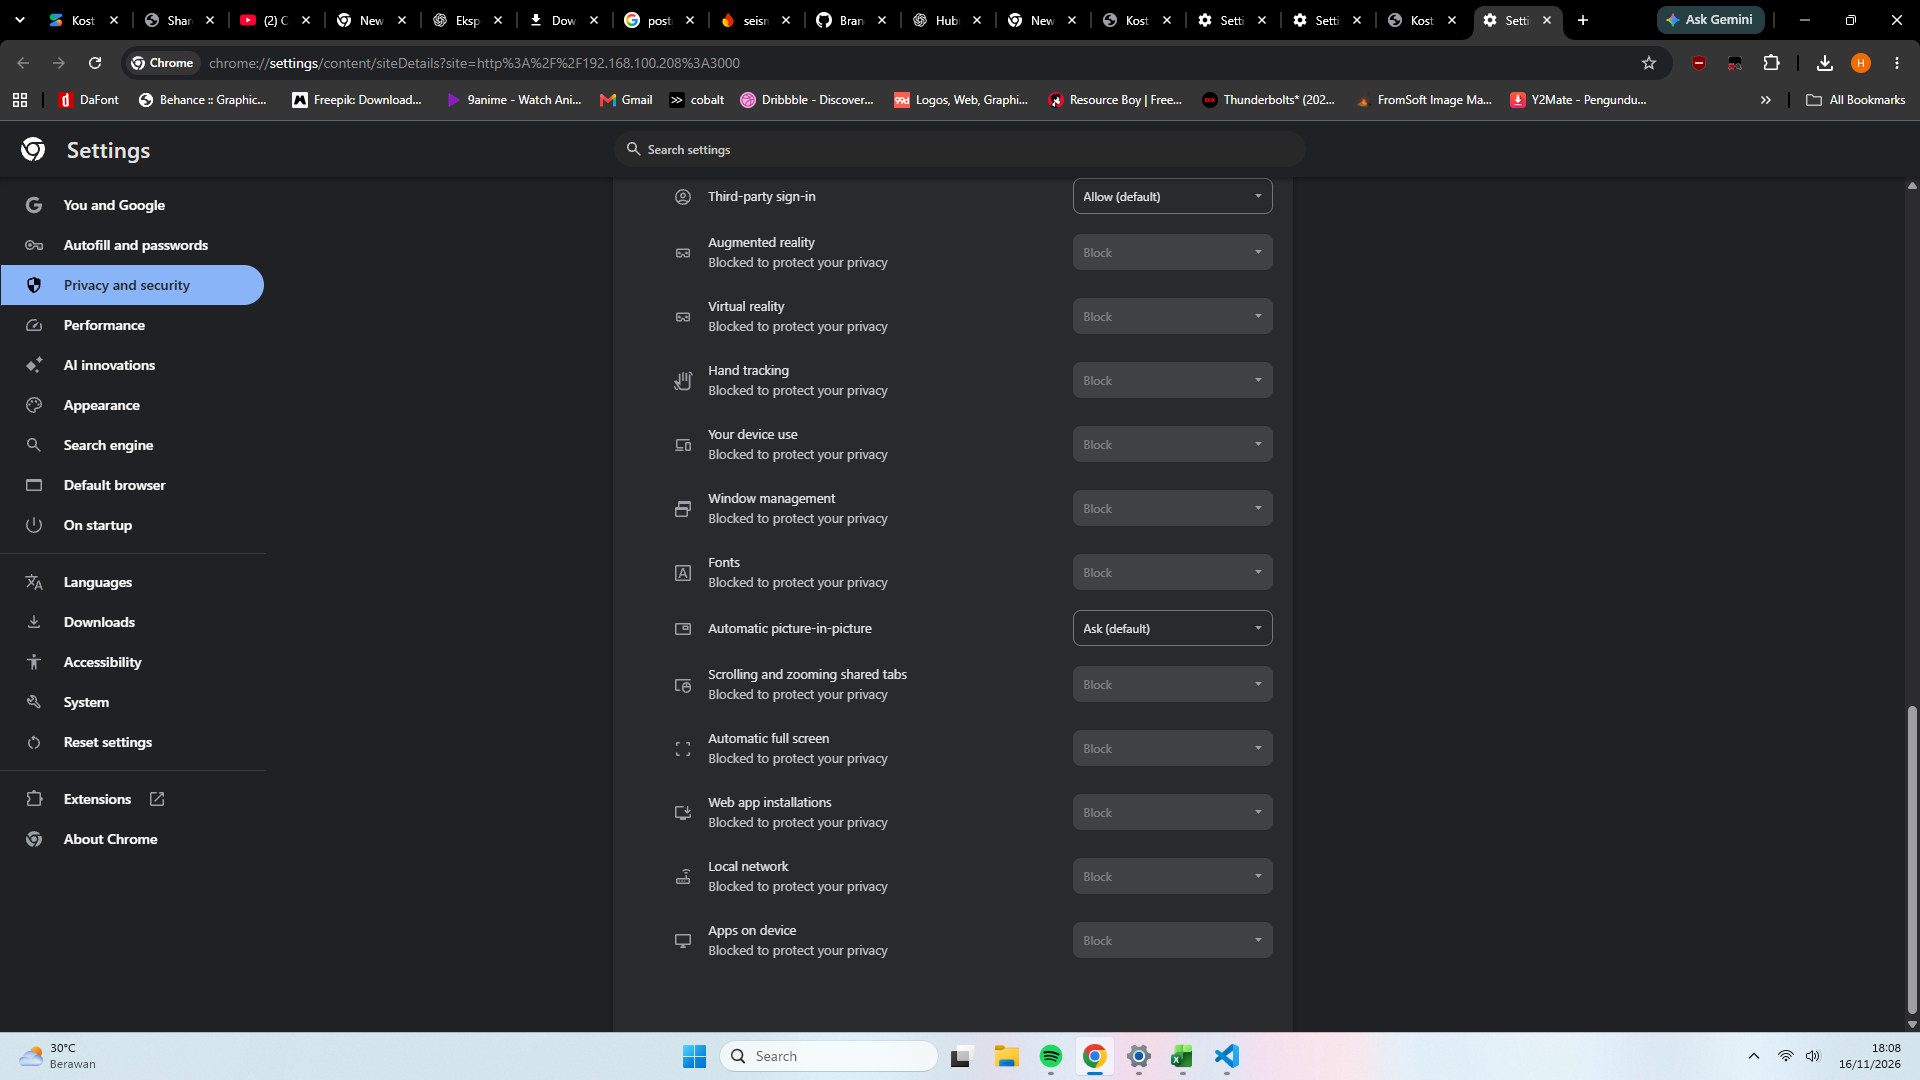 Kost
Shar
(2) C
New
Eksp
Dow
post
seism
Bran
Hub
New
Kost
Setti
Setti
Kost
Setti
Ask Gemini
Chrome
chrome://settings/content/siteDetails?site=http%3A%2F%2F192.168.100.208%3A3000
H
DaFont
Behance :: Graphic...
Freepik: Download...
9anime - Watch Ani...
Gmail
cobalt
Dribbble - Discover...
Logos, Web, Graphi...
Resource Boy | Free...
Thunderbolts* (202...
FromSoft Image Ma...
Y2Mate - Pengundu...
All Bookmarks
Settings
Search settings
You and Google
Autofill and passwords
Privacy and security
Performance
AI innovations
Appearance
Search engine
Default browser
On startup
Languages
Downloads
Accessibility
System
Reset settings
Extensions
About Chrome
Third-party sign-in
Allow (default)
Augmented reality
Blocked to protect your privacy
Block
Virtual reality
Blocked to protect your privacy
Block
Hand tracking
Blocked to protect your privacy
Block
Your device use
Blocked to protect your privacy
Block
Window management
Blocked to protect your privacy
Block
Fonts
Blocked to protect your privacy
Block
Automatic picture-in-picture
Ask (default)
Scrolling and zooming shared tabs
Blocked to protect your privacy
Block
Automatic full screen
Blocked to protect your privacy
Block
Web app installations
Blocked to protect your privacy
Block
Local network
Blocked to protect your privacy
Block
Apps on device
Blocked to protect your privacy
Block
30°C
Berawan
Search
18:08
16/11/2026